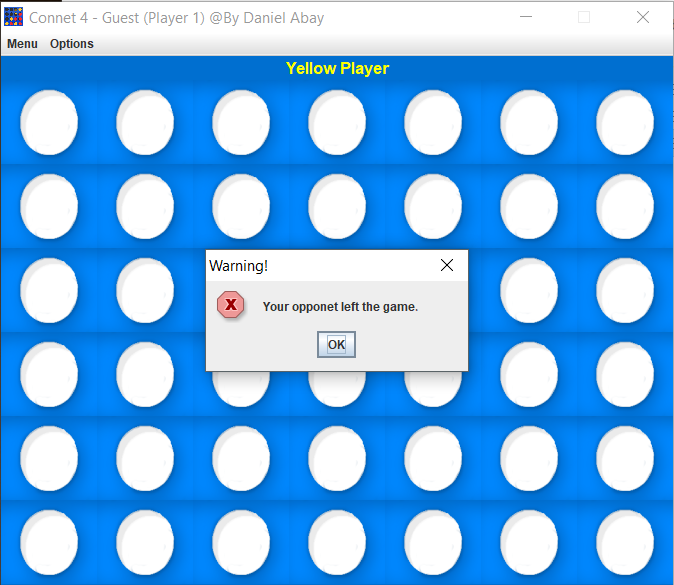 Connet 4 - Guest (Player 1) @By Daniel Abay
Menu Options
Yellow Player
Warning!
Your opponet left the game.
OK